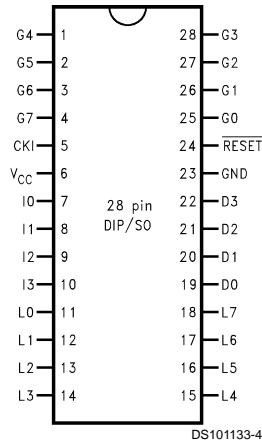 G4 1 28 G3
G5 2 27 G2
G6 3 26 G1
G7 4 25 G0
CKI 5 24 RESET
VCC 6 23 GND
I0 7 22 D3
28 pin
I1 8 21 D2
DIP/SO
I2 9 20 D1
I3 10 19 D0
L0 11 18 L7
L1 12 17 L6
L2 13 16 L5
L3 14 15 L4
DS101133-4